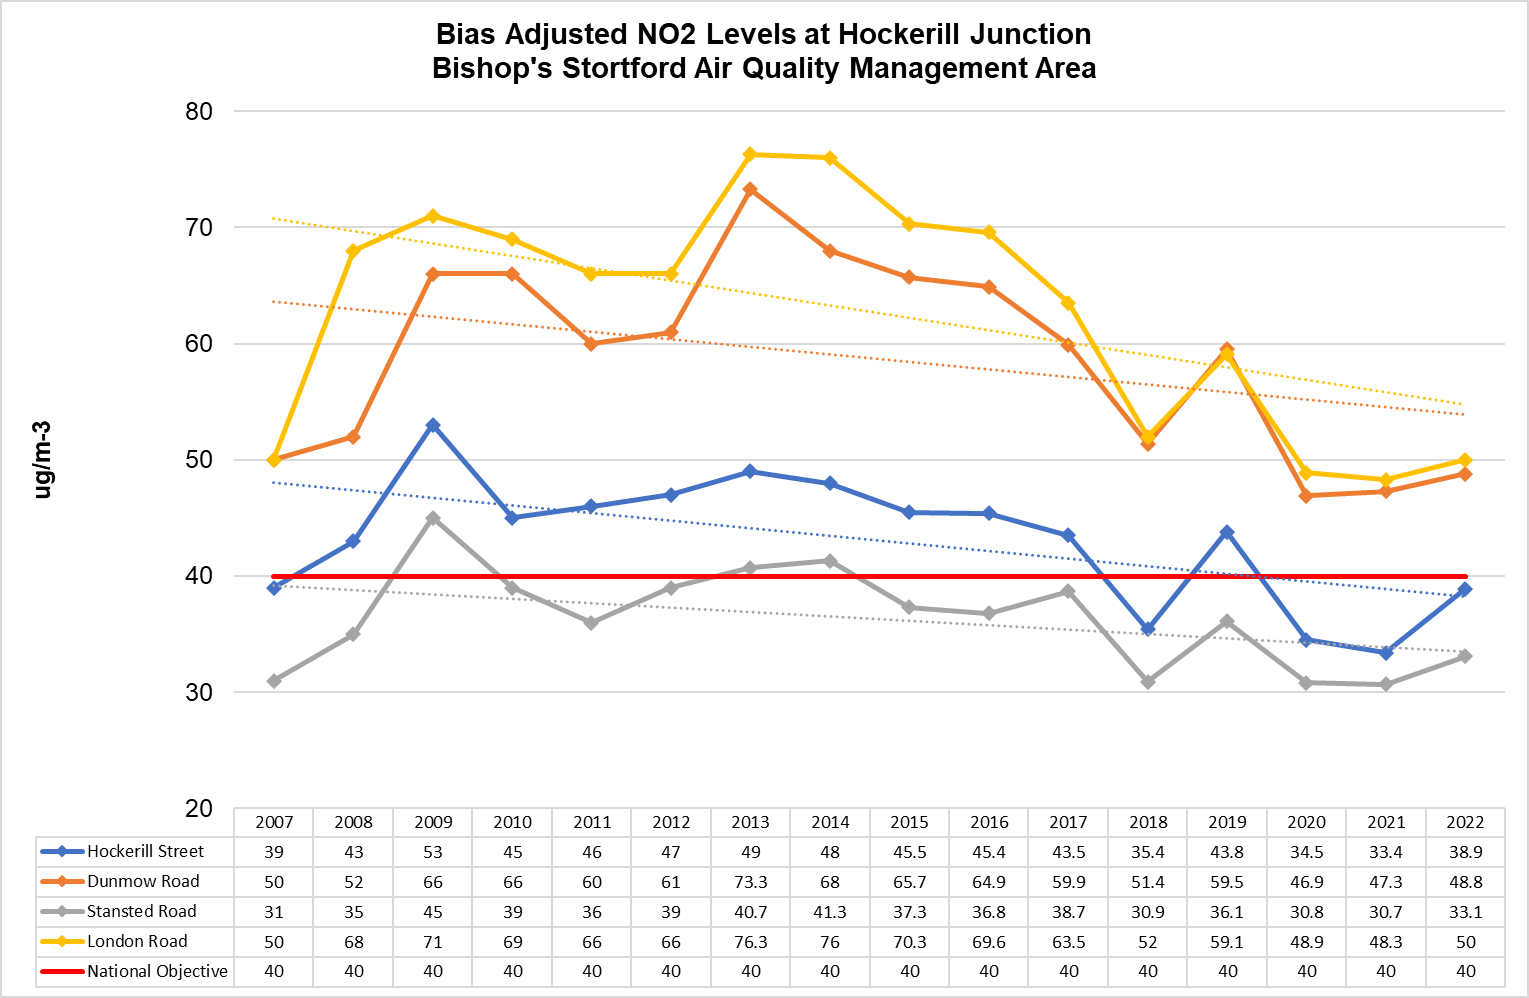 Bias Adjusted NO2 Levels at Hockerill Junction
Bishop's Stortford Air Quality Management Area
80
70
60
50
40
30
20
ug/m-3
2007 2008 2009 2010 2011 2012 2013 2014 2015 2016 2017 2018 2019 2020 2021 2022
Hockerill Street 39 43 53 45 46 47 49 48 45.5 45.4 43.5 35.4 43.8 34.5 33.4 38.9
Dunmow Road 50 52 66 66 60 61 73.3 68 65.7 64.9 59.9 51.4 59.5 46.9 47.3 48.8
Stansted Road 31 35 45 39 36 39 40.7 41.3 37.3 36.8 38.7 30.9 36.1 30.8 30.7 33.1
London Road 50 68 71 69 66 66 76.3 76 70.3 69.6 63.5 52 59.1 48.9 48.3 50
National Objective 40 40 40 40 40 40 40 40 40 40 40 40 40 40 40 40